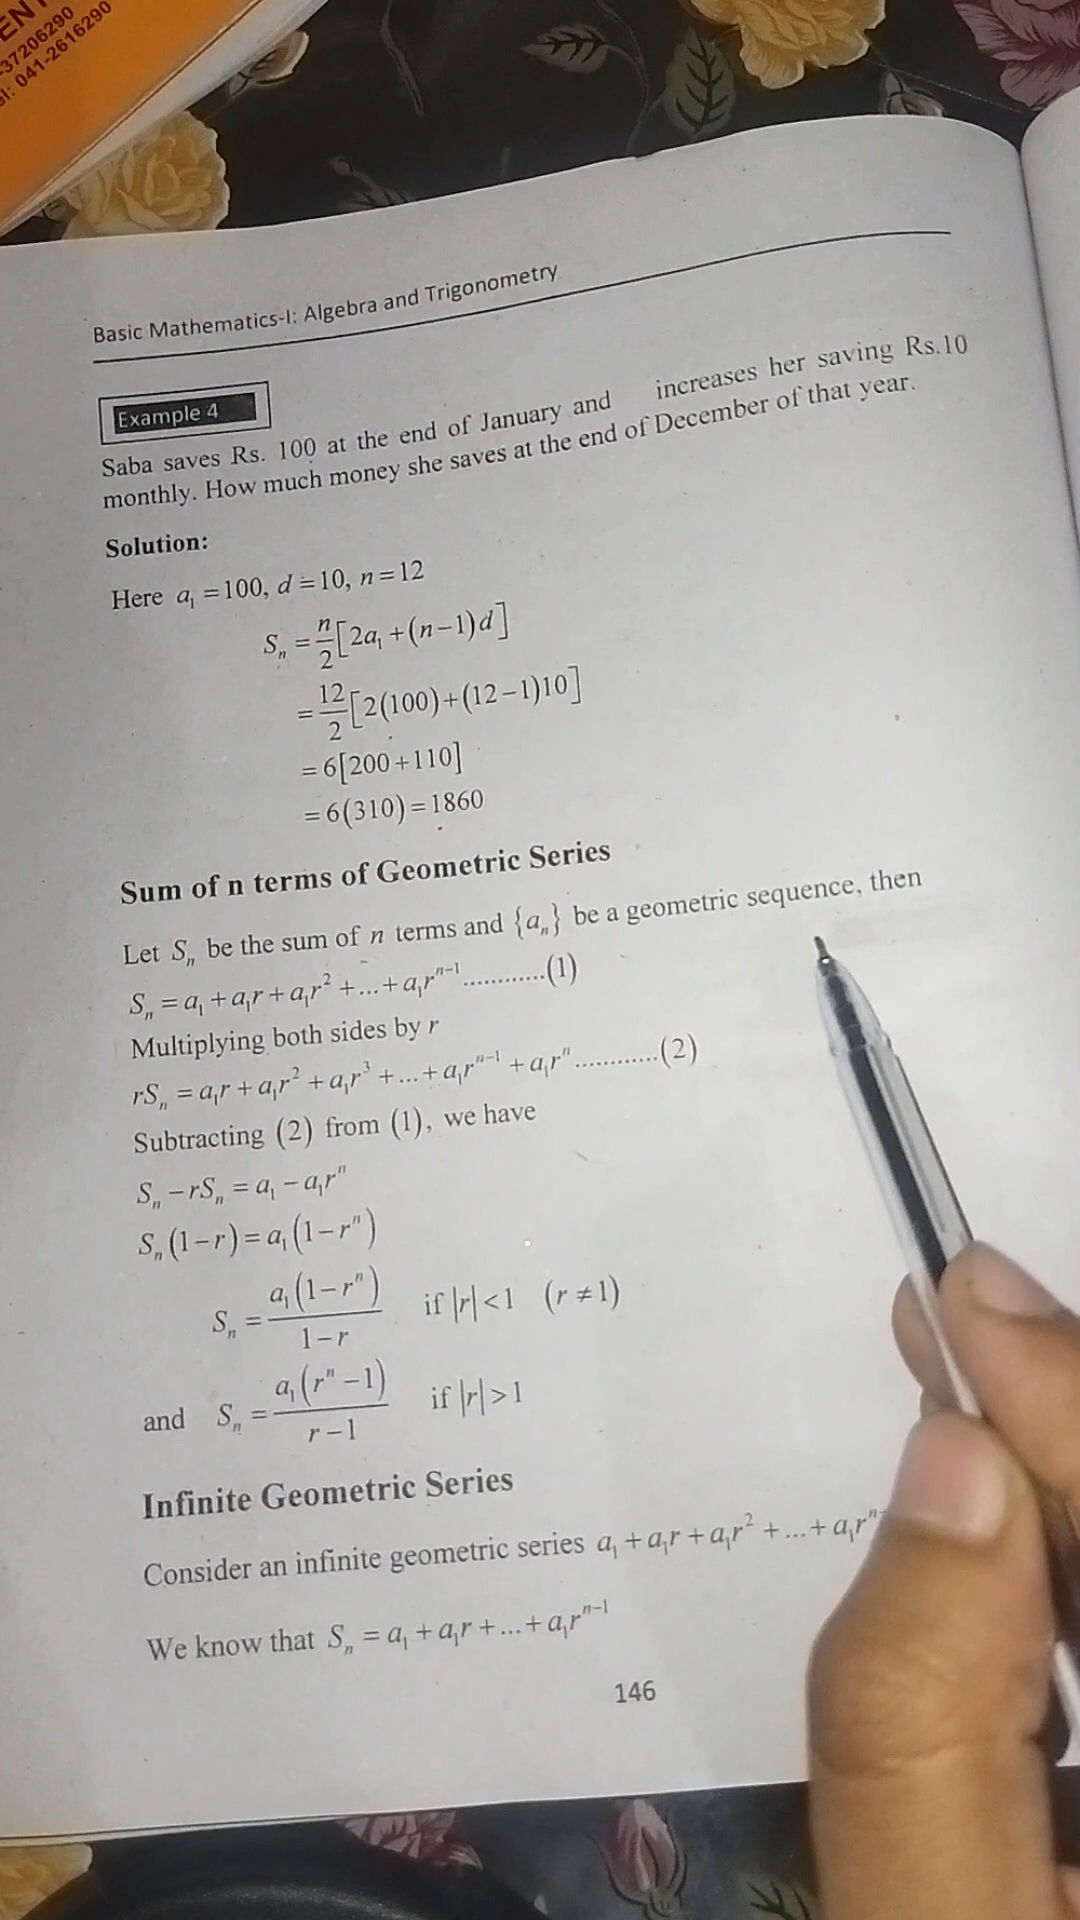 37206290
041-2616290
Basic Mathematics-I: Algebra and Trigonometry
Example 4
Saba saves Rs. 100 at the end of January and increases her saving Rs.10
monthly. How much money she saves at the end of December of that year.
Solution:
Here a₁ = 100, d = 10, n = 12
Sₙ = n/2 [2a₁ + (n−1)d]
= 12/2 [2(100) + (12−1)10]
= 6[200+110]
= 6(310) = 1860
Sum of n terms of Geometric Series
Let Sₙ be the sum of n terms and {aₙ} be a geometric sequence, then
Sₙ = a₁ + a₁r + a₁r² + ... + a₁rⁿ⁻¹ ............(1)
Multiplying both sides by r
rSₙ = a₁r + a₁r² + a₁r³ + ... + a₁rⁿ⁻¹ + a₁rⁿ ............(2)
Subtracting (2) from (1), we have
Sₙ − rSₙ = a₁ − a₁rⁿ
Sₙ(1−r) = a₁(1−rⁿ)
Sₙ = a₁(1−rⁿ)/(1−r) if |r| < 1 (r ≠ 1)
and Sₙ = a₁(rⁿ−1)/(r−1) if |r| > 1
Infinite Geometric Series
Consider an infinite geometric series a₁ + a₁r + a₁r² + ... + a₁rⁿ⁻
We know that Sₙ = a₁ + a₁r + ... + a₁rⁿ⁻¹
146